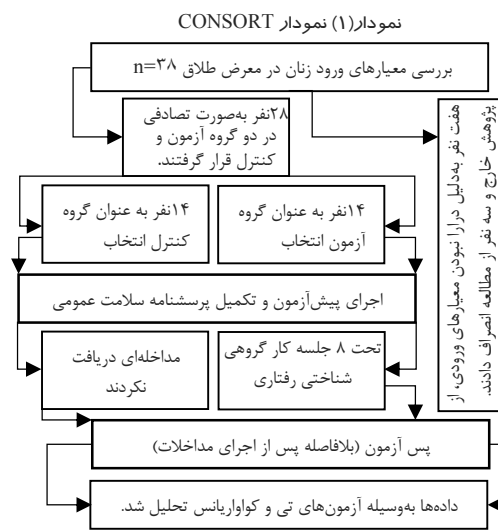 نمودار(۱) نمودار CONSORT
بررسی معیارهای ورود زنان در معرض طلاق n=۳۸
هفت نفر به‌دلیل درارا نبودن معیارهای ورودی، از
پژوهش خارج و سه نفر از مطالعه انصراف دادند.
۲۸نفر به‌صورت تصادفی
در دو گروه آزمون و
کنترل قرار گرفتند.
۱۴نفر به عنوان گروه
آزمون انتخاب
۱۴نفر به عنوان گروه
کنترل انتخاب
اجرای پیش‌آزمون و تکمیل پرسشنامه سلامت عمومی
تحت ۸ جلسه کار گروهی
شناختی رفتاری
مداخله‌ای دریافت
نکردند
پس آزمون (بلافاصله پس از اجرای مداخلات)
داده‌ها به‌وسیله آزمون‌های تی و کواواریانس تحلیل شد.